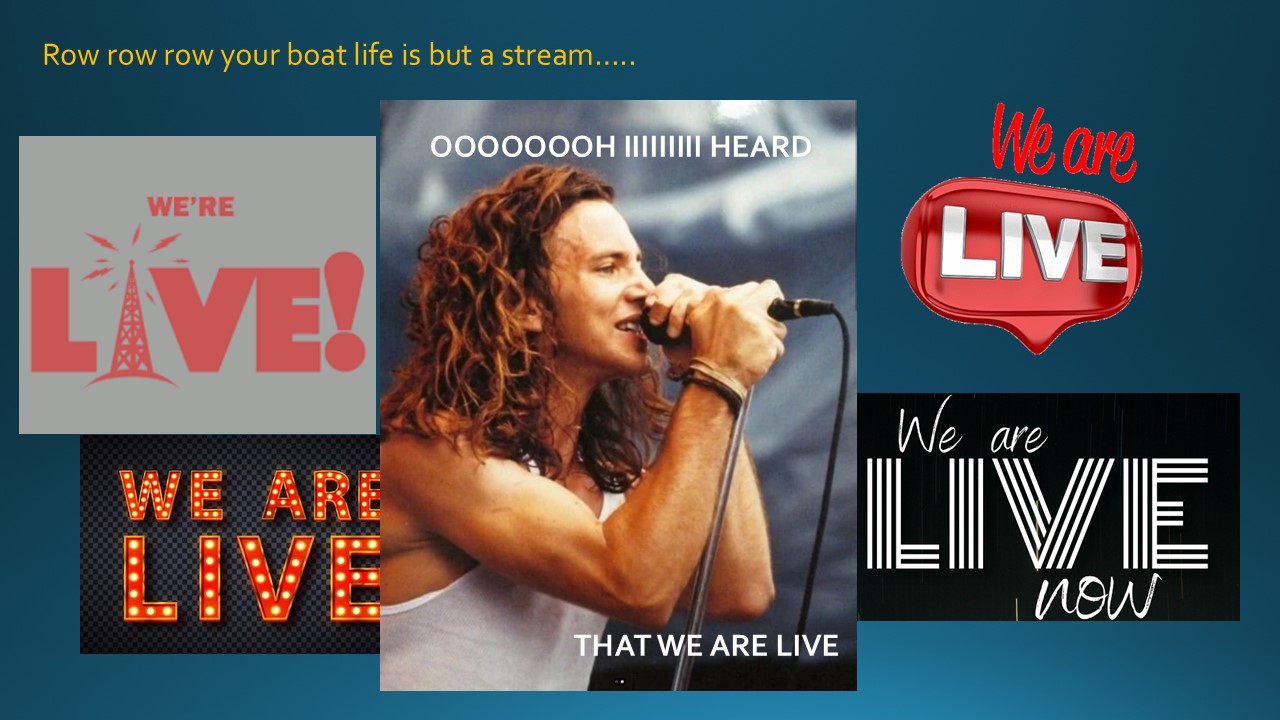 Row row row your boat life is but a stream.....
OOOOOOOH IIIIIIIII HEARD
THAT WE ARE LIVE
WE'RE
LIVE!
WE ARE
LIVE
We are
LIVE
We are
LIVE
now